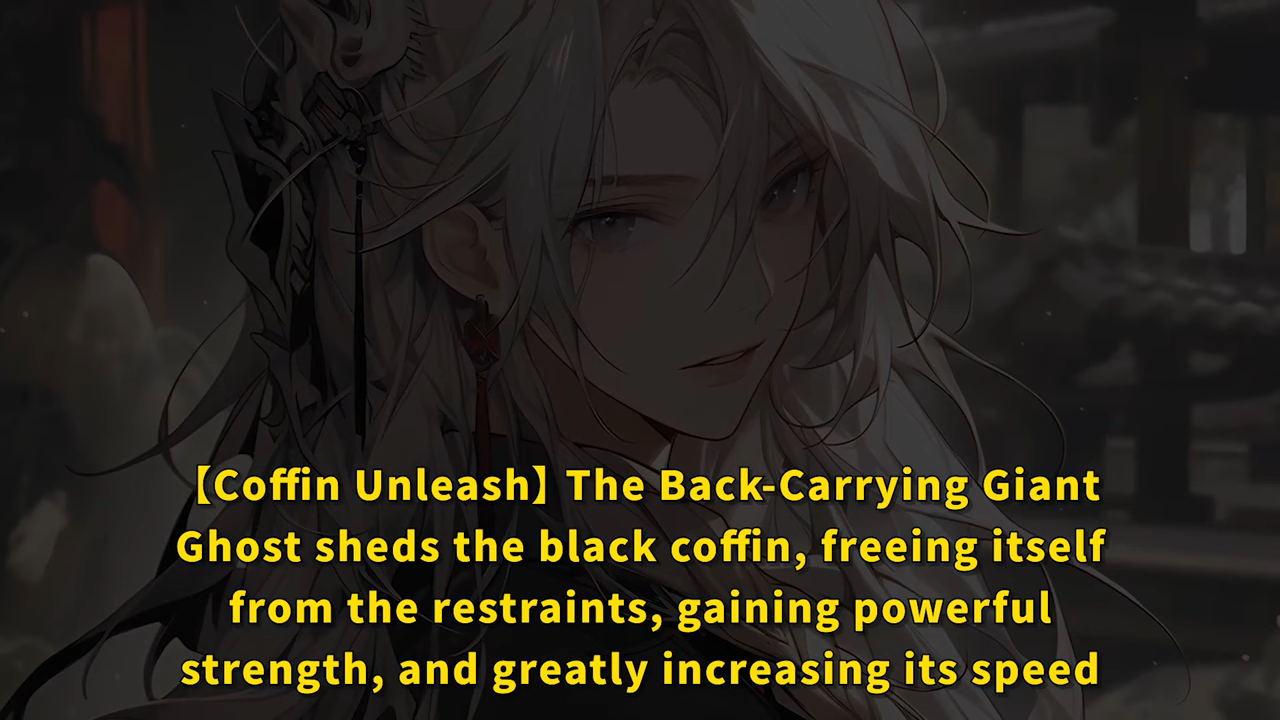 【Coffin Unleash】The Back-Carrying Giant
Ghost sheds the black coffin, freeing itself
from the restraints, gaining powerful
strength, and greatly increasing its speed